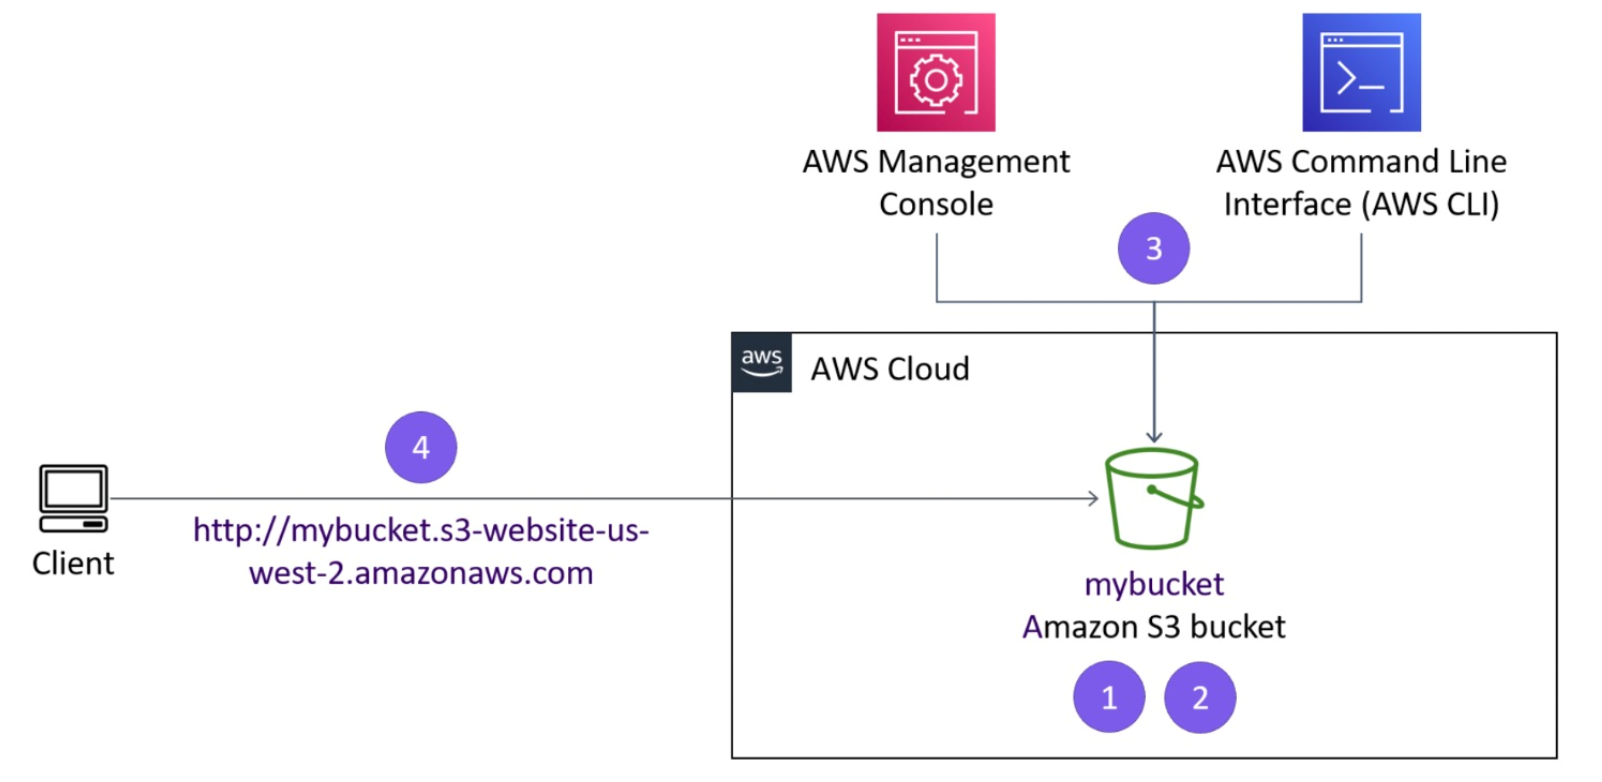 AWS Management
Console
AWS Command Line
Interface (AWS CLI)
3
aws
AWS Cloud
4
http://mybucket.s3-website-us-
west-2.amazonaws.com
Client
mybucket
Amazon S3 bucket
1
2